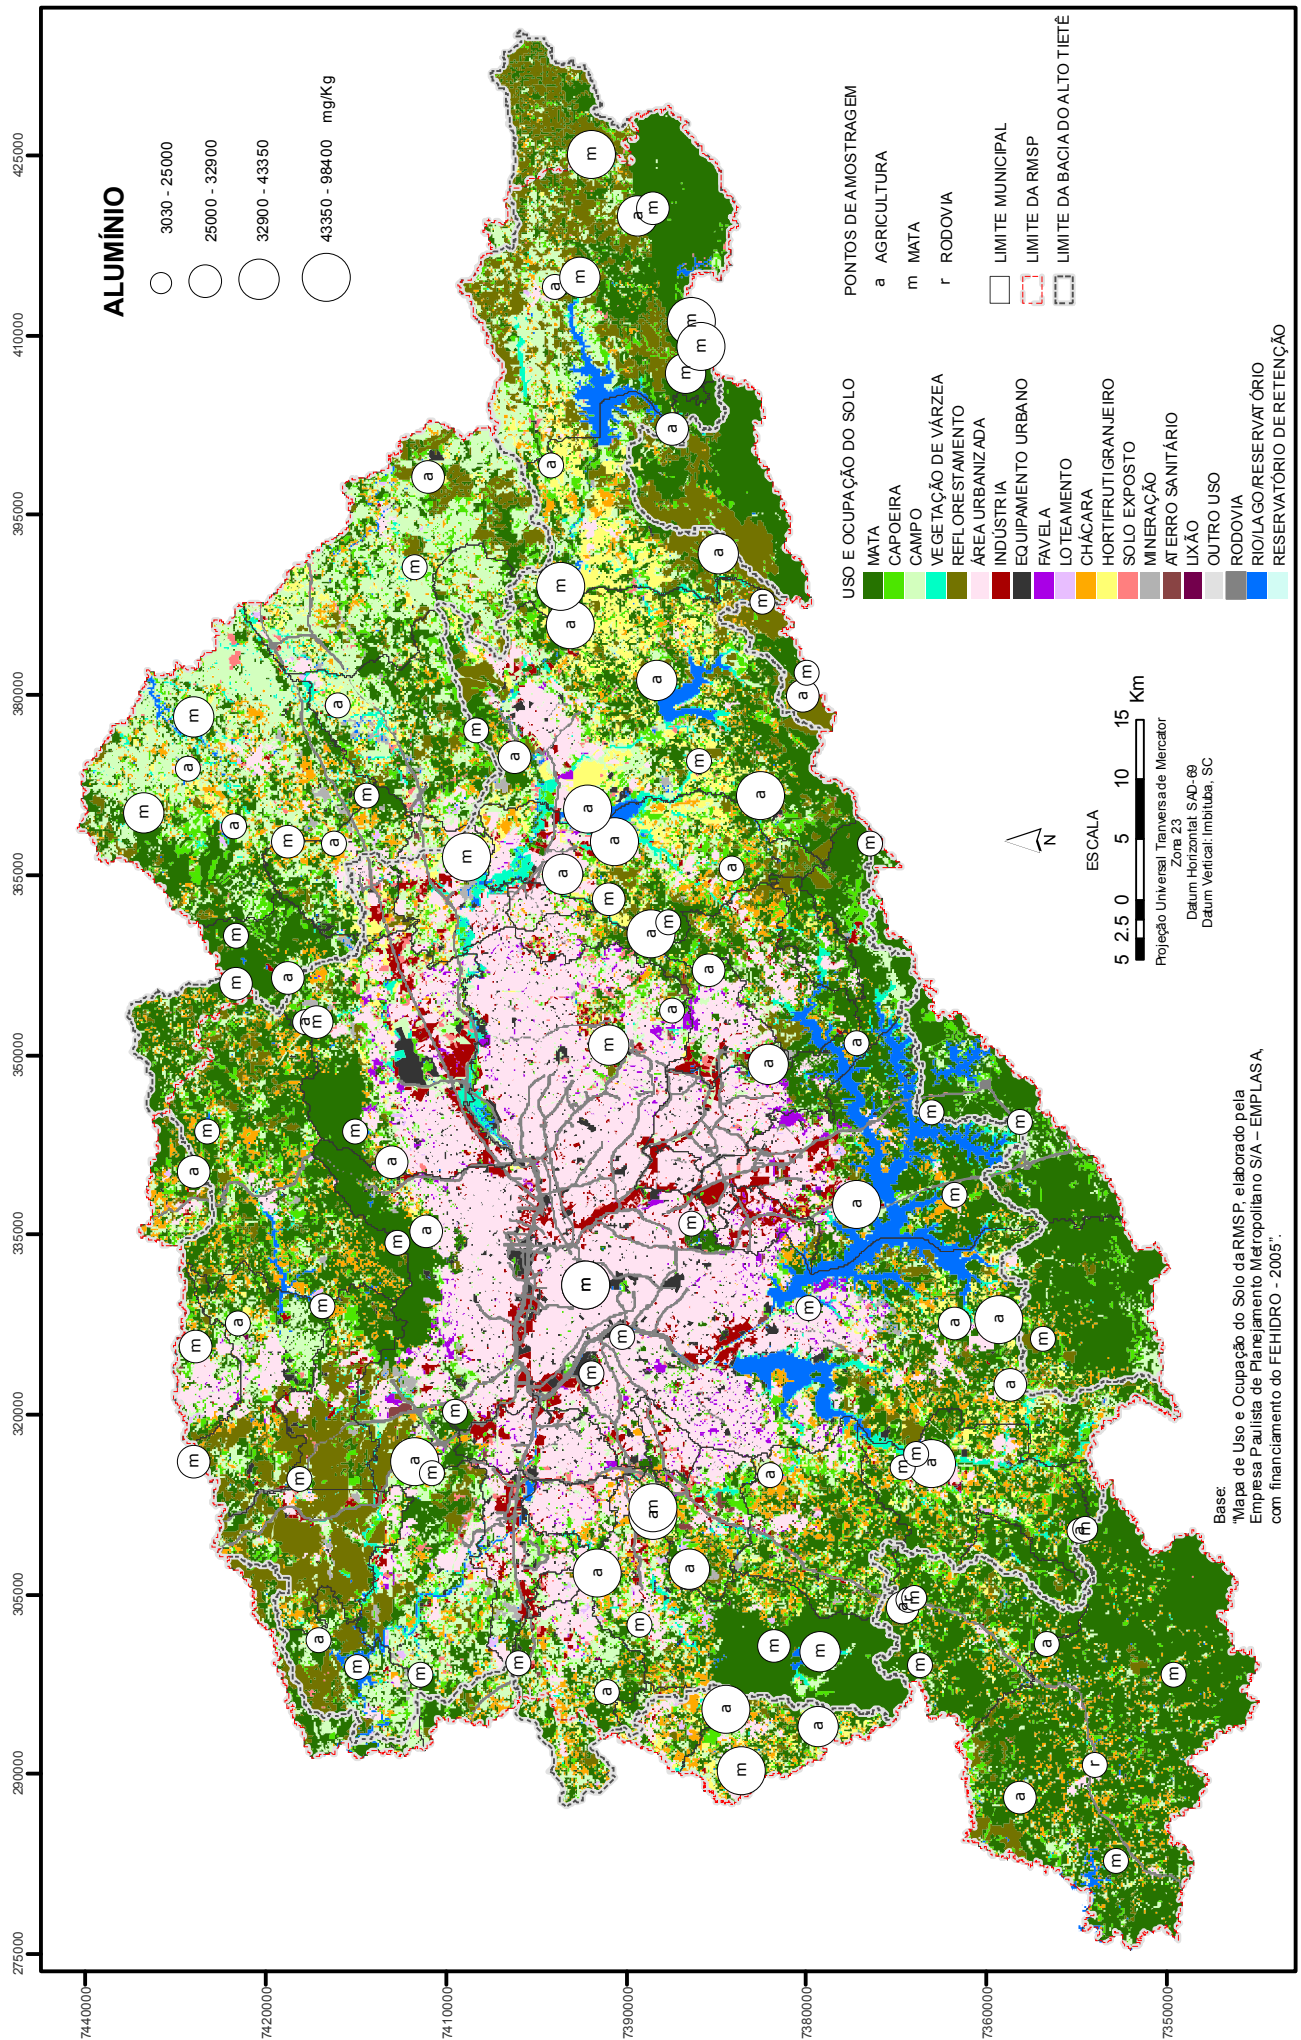 ALUMÍNIO
3030 - 25000
25000 - 32900
32900 - 43350
43350 - 98400 mg/Kg
275000
290000
305000
320000
335000
350000
365000
380000
395000
410000
425000
7440000
7420000
7410000
7390000
7380000
7360000
7350000
PONTOS DE AMOSTRAGEM
a AGRICULTURA
m MATA
r RODOVIA
LIMITE MUNICIPAL
LIMITE DA RMSP
LIMITE DA BACIA DO ALTO TIETÊ
USO E OCUPAÇÃO DO SOLO
MATA
CAPOEIRA
CAMPO
VEGETAÇÃO DE VÁRZEA
REFLORESTAMENTO
ÁREA URBANIZADA
INDÚSTRIA
EQUIPAMENTO URBANO
FAVELA
LOTEAMENTO
CHÁCARA
HORTIFRUTIGRANJEIRO
SOLO EXPOSTO
MINERAÇÃO
ATERRO SANITÁRIO
LIXÃO
OUTRO USO
RODOVIA
RIO/LAGO/RESERVATÓRIO
RESERVATÓRIO DE RETENÇÃO
N
ESCALA
5 2.5 0 5 10 15 Km
Projeção Universal Tranversa de Mercator
Zona 23
Datum Horizontal: SAD-69
Datum Vertical: Imbituba, SC
Base:
"Mapa de Uso e Ocupação do Solo da RMSP, elaborado pela
Empresa Paulista de Planejamento Metropolitano S/A – EMPLASA,
com financiamento do FEHIDRO - 2005".